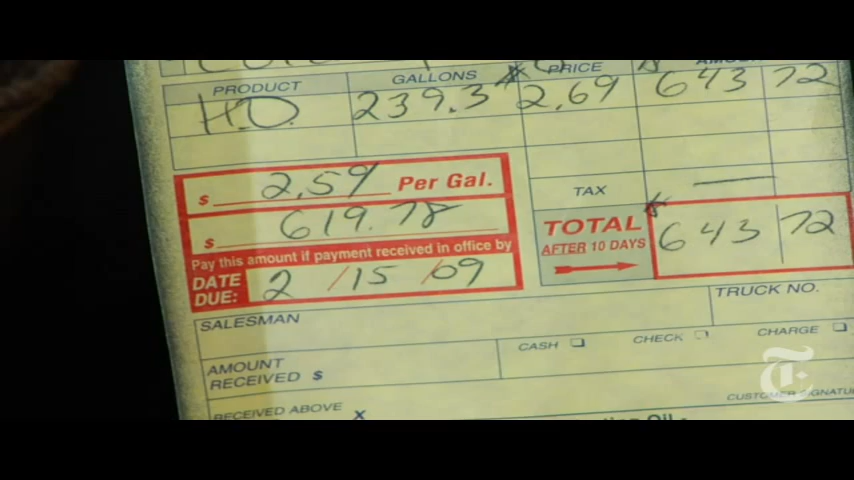 PRODUCT GALLONS PRICE
H.O. 239.3 2.69 643 72
$ 2.59 Per Gal.
$ 619.78
Pay this amount if payment received in office by
DATE DUE: 2/15/09
TAX —
TOTAL
AFTER 10 DAYS
643 72
SALESMAN
TRUCK NO.
CASH CHECK CHARGE
AMOUNT
RECEIVED $
RECEIVED ABOVE X
CUSTOMER
T